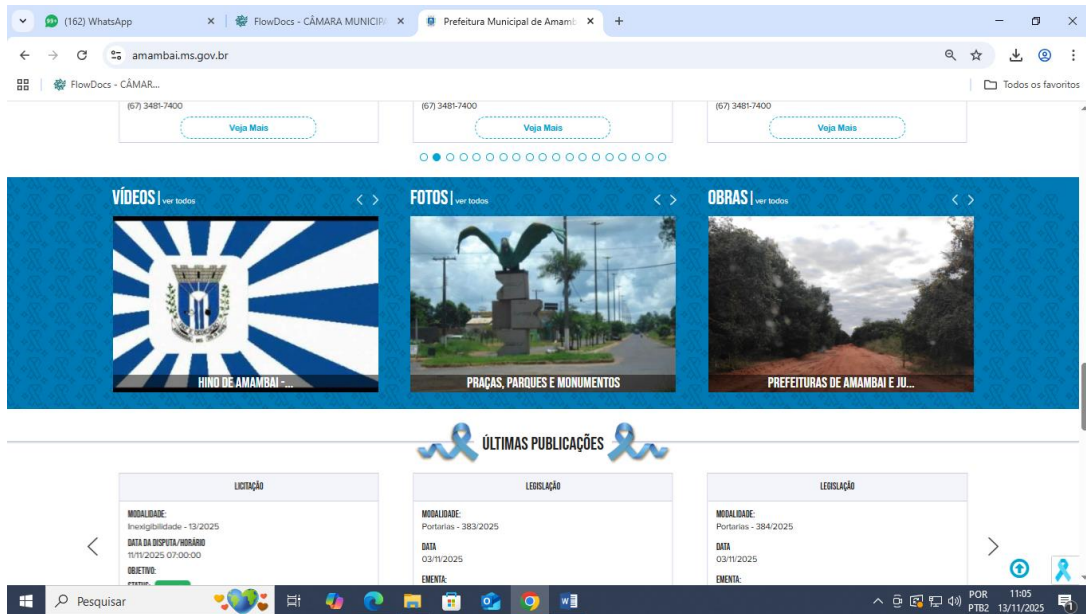 (162) WhatsApp
FlowDocs - CÂMARA MUNICIP
Prefeitura Municipal de Amamb
amambai.ms.gov.br
FlowDocs - CÂMAR...
Todos os favoritos
(67) 3481-7400
(67) 3481-7400
(67) 3481-7400
Veja Mais
Veja Mais
Veja Mais
VÍDEOS | ver todos
FOTOS | ver todos
OBRAS | ver todos
HINO DE AMAMBAI -...
PRAÇAS, PARQUES E MONUMENTOS
PREFEITURAS DE AMAMBAI E JU...
ÚLTIMAS PUBLICAÇÕES
LICITAÇÃO
MODALIDADE:
Inexigibilidade - 13/2025
DATA DA DISPUTA/HORÁRIO
11/11/2025 07:00:00
OBJETIVO:
STATUS:
LEGISLAÇÃO
MODALIDADE:
Portarias - 383/2025
DATA
03/11/2025
EMENTA:
LEGISLAÇÃO
MODALIDADE:
Portarias - 384/2025
DATA
03/11/2025
EMENTA:
Pesquisar
POR
PTB2
11:05
13/11/2025